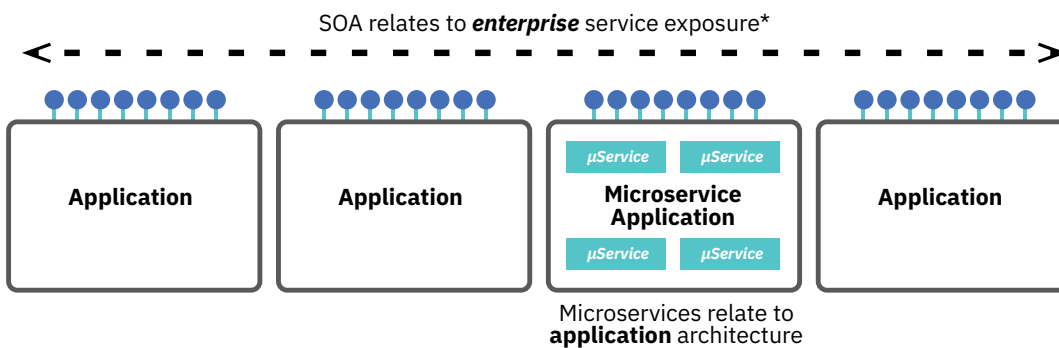 SOA relates to enterprise service exposure*
Application
Application
µService µService
Microservice
Application
µService µService
Application
Microservices relate to
application architecture